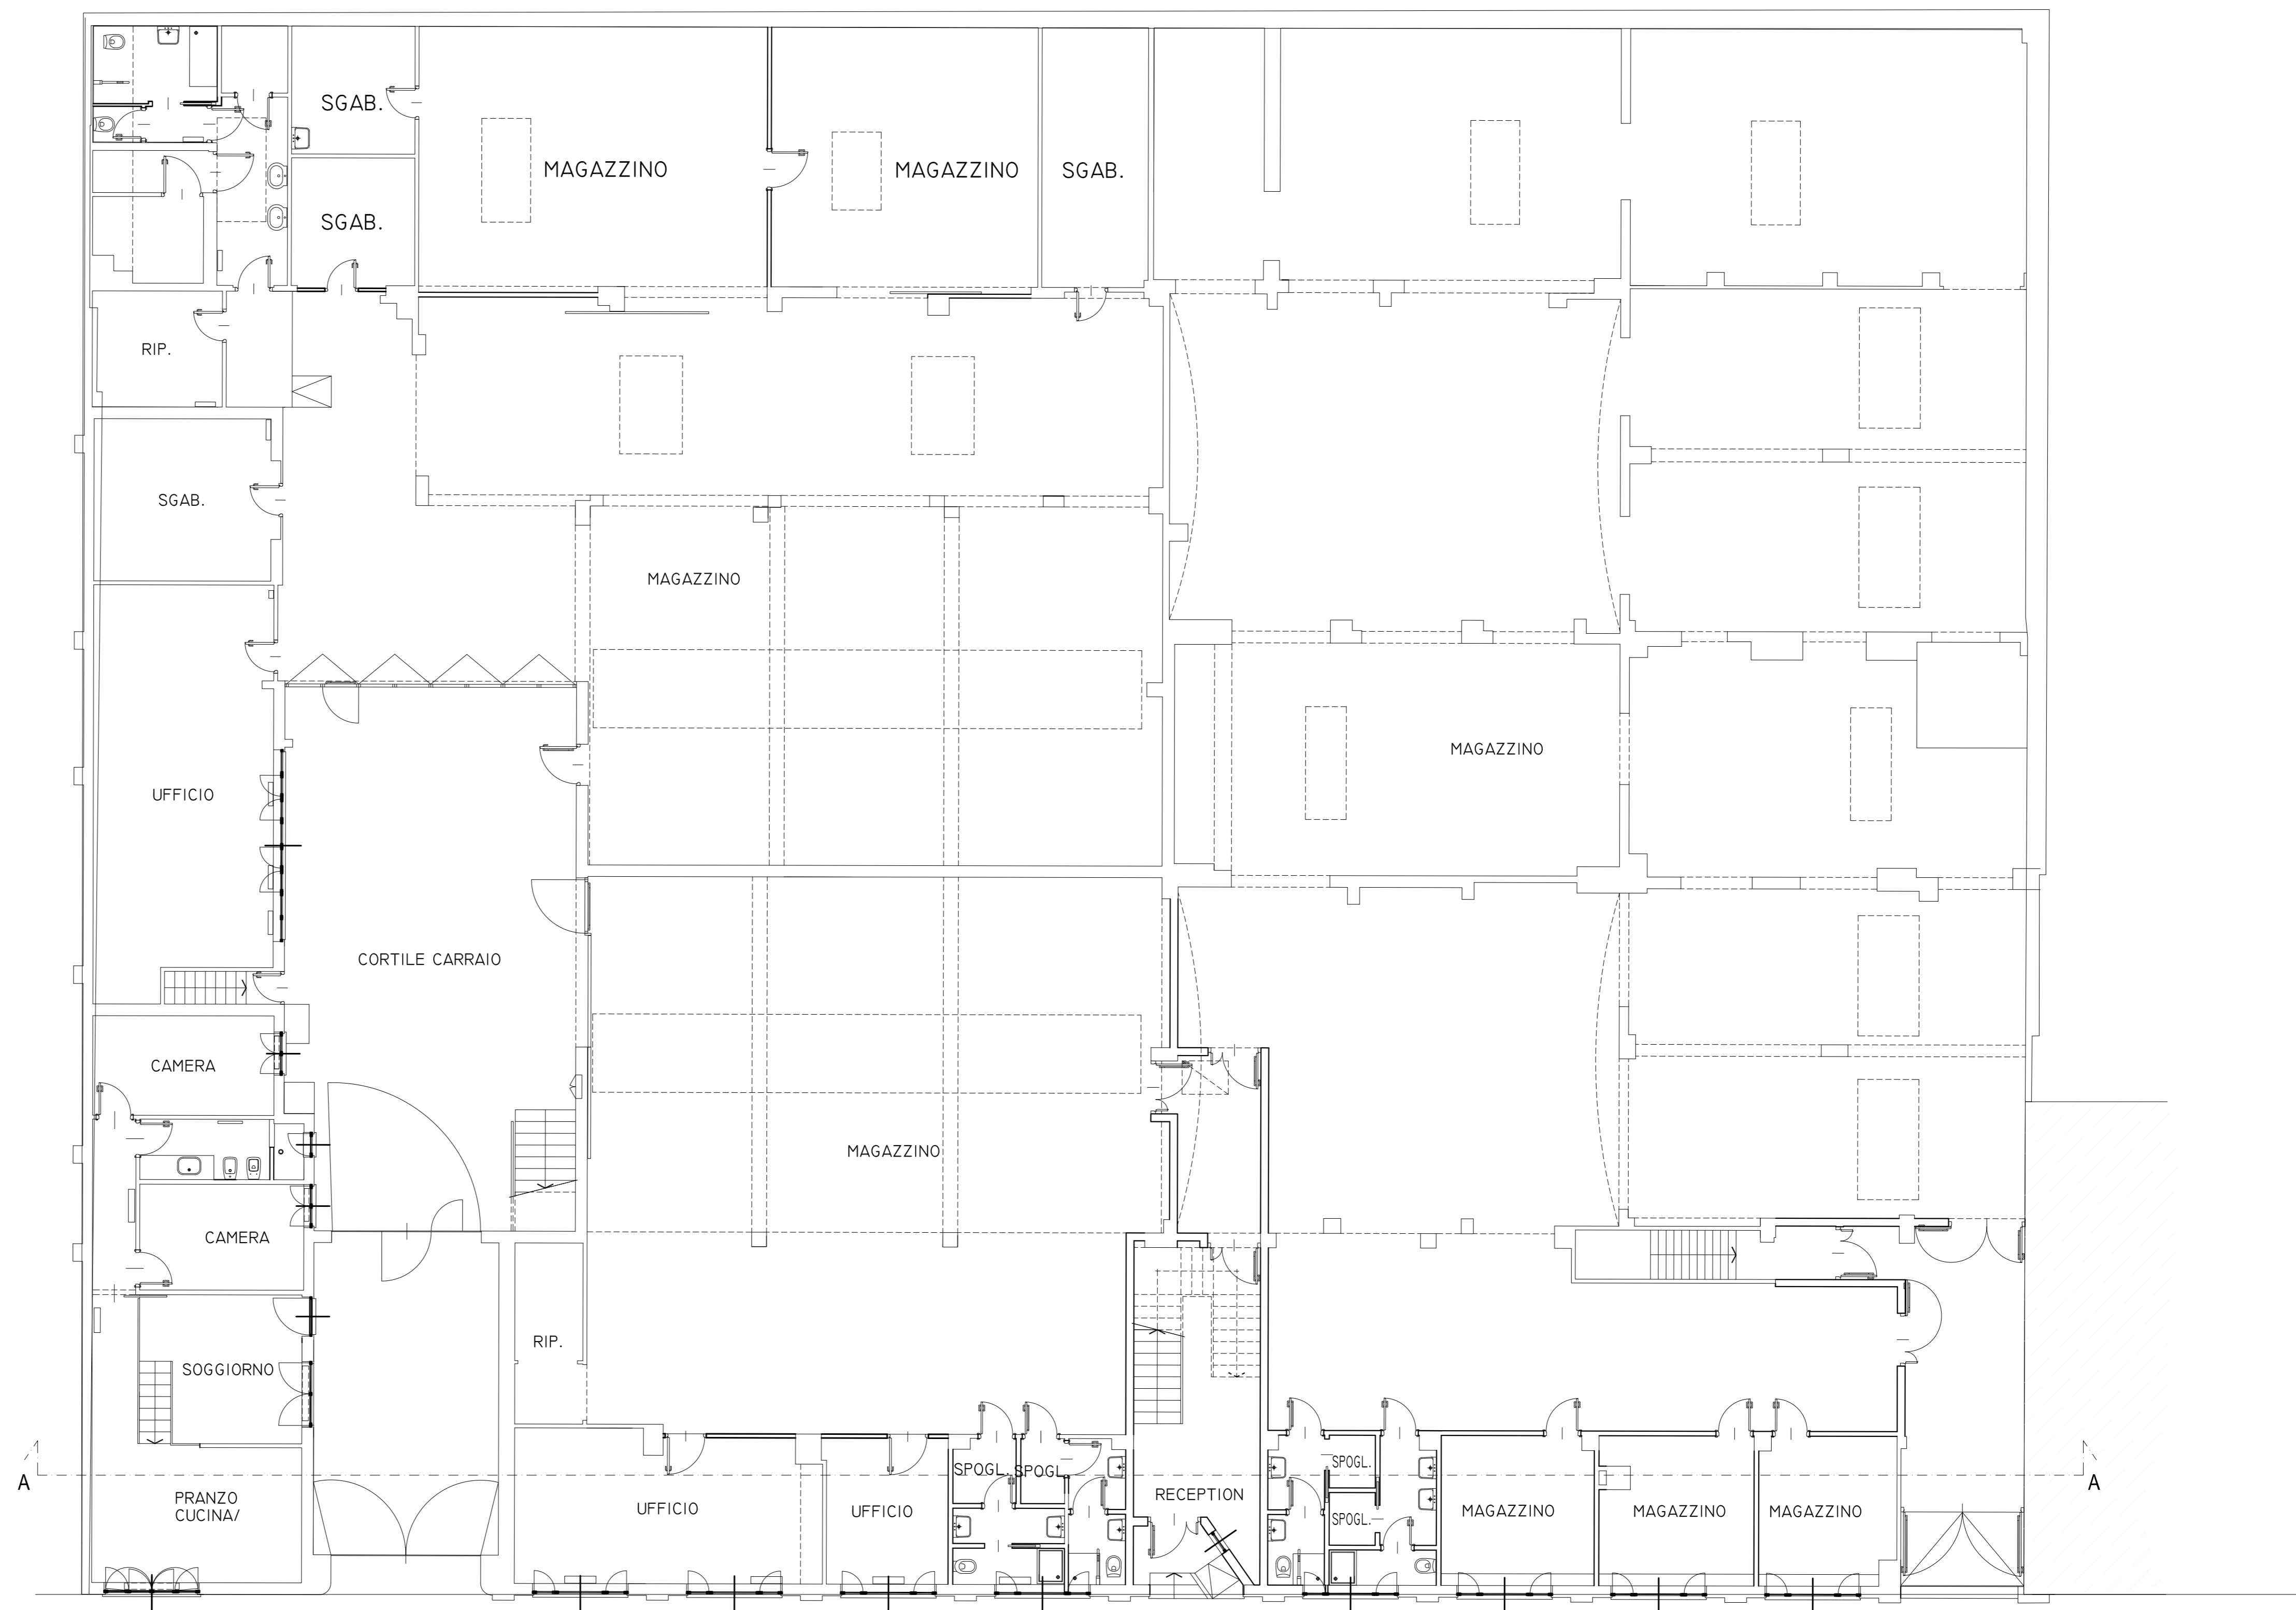 SGAB.
MAGAZZINO
MAGAZZINO
SGAB.
SGAB.
RIP.
SGAB.
MAGAZZINO
MAGAZZINO
UFFICIO
CORTILE CARRAIO
CAMERA
MAGAZZINO
CAMERA
RIP.
SOGGIORNO
SPOGL.
SPOGL.
SPOGL.
A
A
PRANZO
CUCINA/
UFFICIO
UFFICIO
RECEPTION
SPOGL.
MAGAZZINO
MAGAZZINO
MAGAZZINO